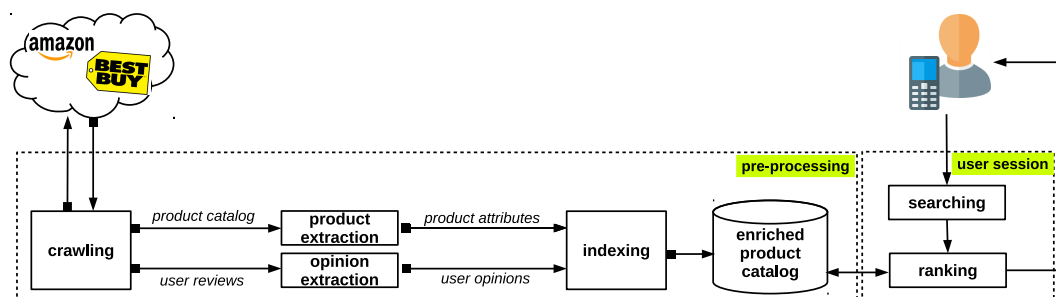 amazon
BEST
BUY
pre-processing
user session
crawling
product catalog
product
extraction
product attributes
user reviews
opinion
extraction
user opinions
indexing
enriched
product
catalog
searching
ranking